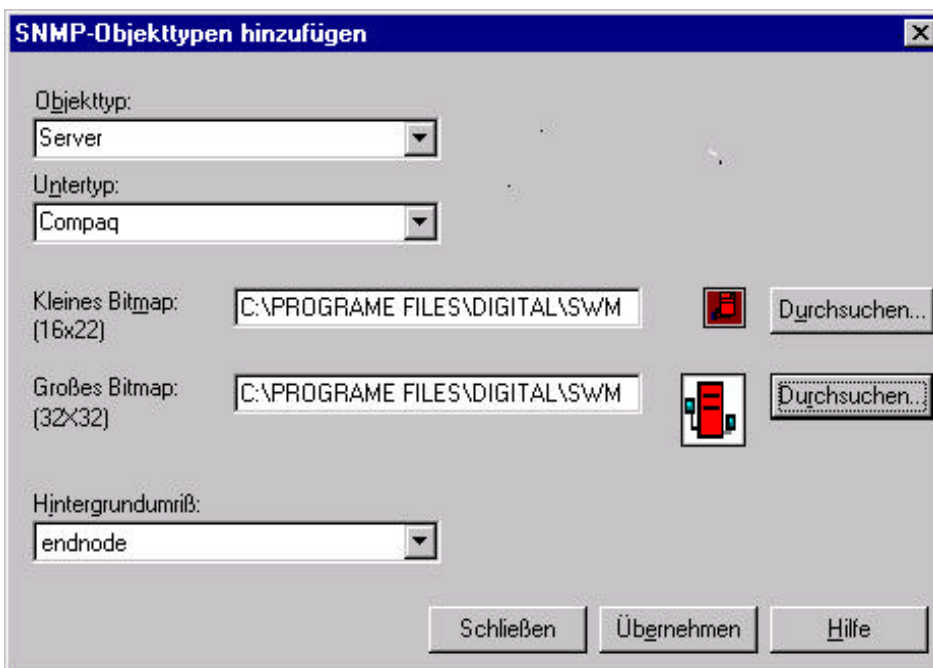 SNMP-Objekttypen hinzufügen
Objekttyp:
Server
Untertyp:
Compaq
Kleines Bitmap:
(16x22)
C:\PROGRAME FILES\DIGITAL\SWM
Durchsuchen...
Großes Bitmap:
(32X32)
C:\PROGRAME FILES\DIGITAL\SWM
Durchsuchen...
Hintergrundumriß:
endnode
Schließen
Übernehmen
Hilfe